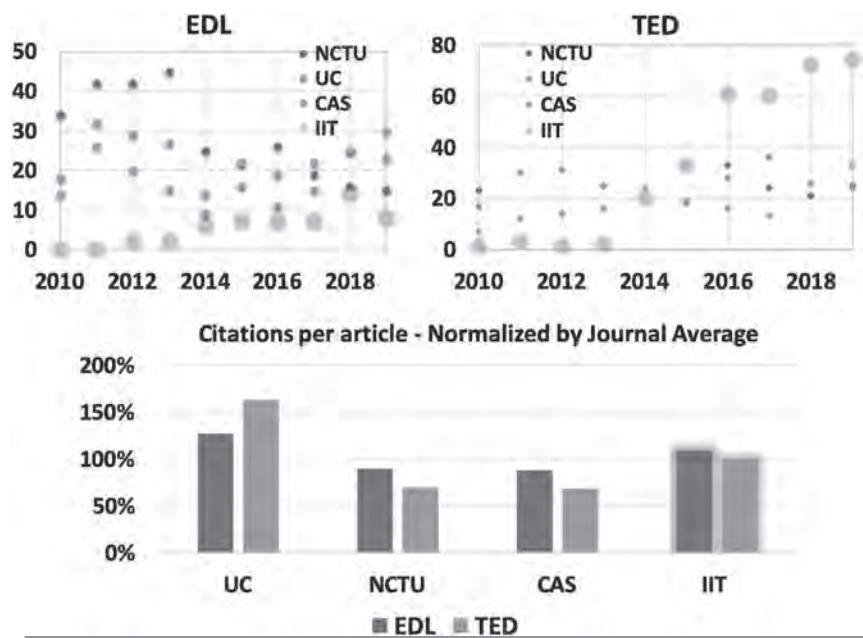 EDL
50
40
30
20
10
0
2010 2012 2014 2016 2018
NCTU
UC
CAS
IIT
TED
80
60
40
20
0
2010 2012 2014 2016 2018
NCTU
UC
CAS
IIT
Citations per article - Normalized by Journal Average
200%
150%
100%
50%
0%
UC NCTU CAS IIT
EDL TED